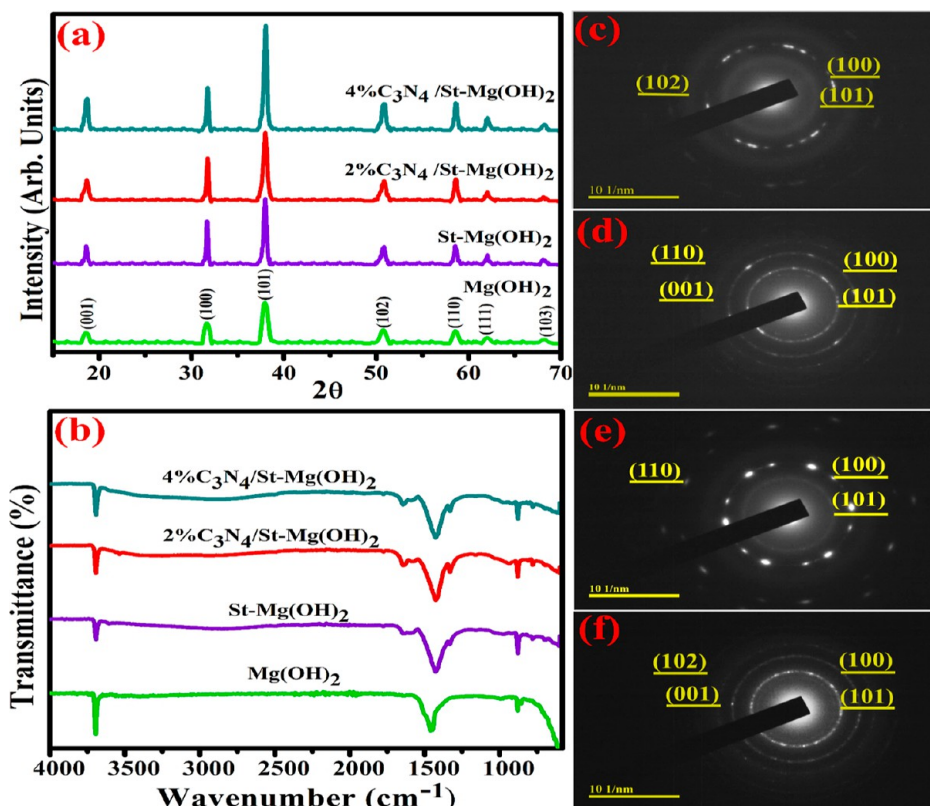 (a)
Intensity (Arb. Units)
4%C₃N₄ /St-Mg(OH)₂
2%C₃N₄ /St-Mg(OH)₂
St-Mg(OH)₂
Mg(OH)₂
(001)
(100)
(101)
(102)
(110)
(111)
(103)
20 30 40 50 60 70
2θ
(b)
Transmittance (%)
4%C₃N₄/St-Mg(OH)₂
2%C₃N₄/St-Mg(OH)₂
St-Mg(OH)₂
Mg(OH)₂
4000 3500 3000 2500 2000 1500 1000
Wavenumber (cm⁻¹)
(c)
(102)
(100)
(101)
10 1/nm
(d)
(110)
(001)
(100)
(101)
10 1/nm
(e)
(110)
(100)
(101)
10 1/nm
(f)
(102)
(001)
(100)
(101)
10 1/nm